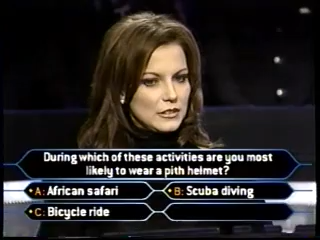 During which of these activities are you most
likely to wear a pith helmet?
A: African safari
B: Scuba diving
C: Bicycle ride